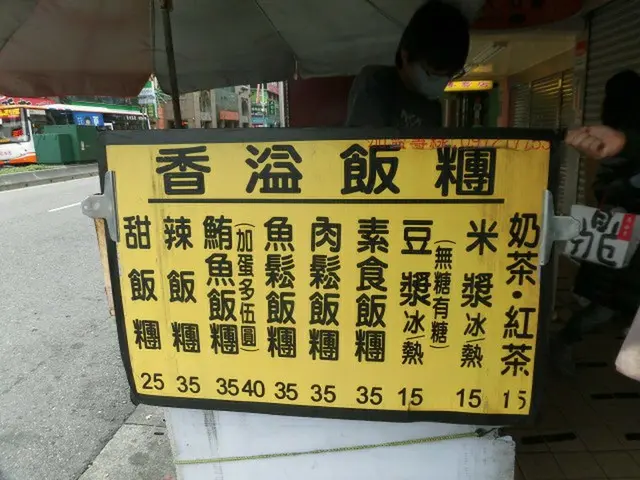 香溢飯糰
奶茶·紅茶 15
米漿冰/熱 15
豆漿冰/熱 15
(無糖有糖)
素食飯糰 35
肉鬆飯糰 35
魚鬆飯糰 35
(加蛋多伍圓) 40
鮪魚飯糰 35
辣飯糰 35
甜飯糰 25